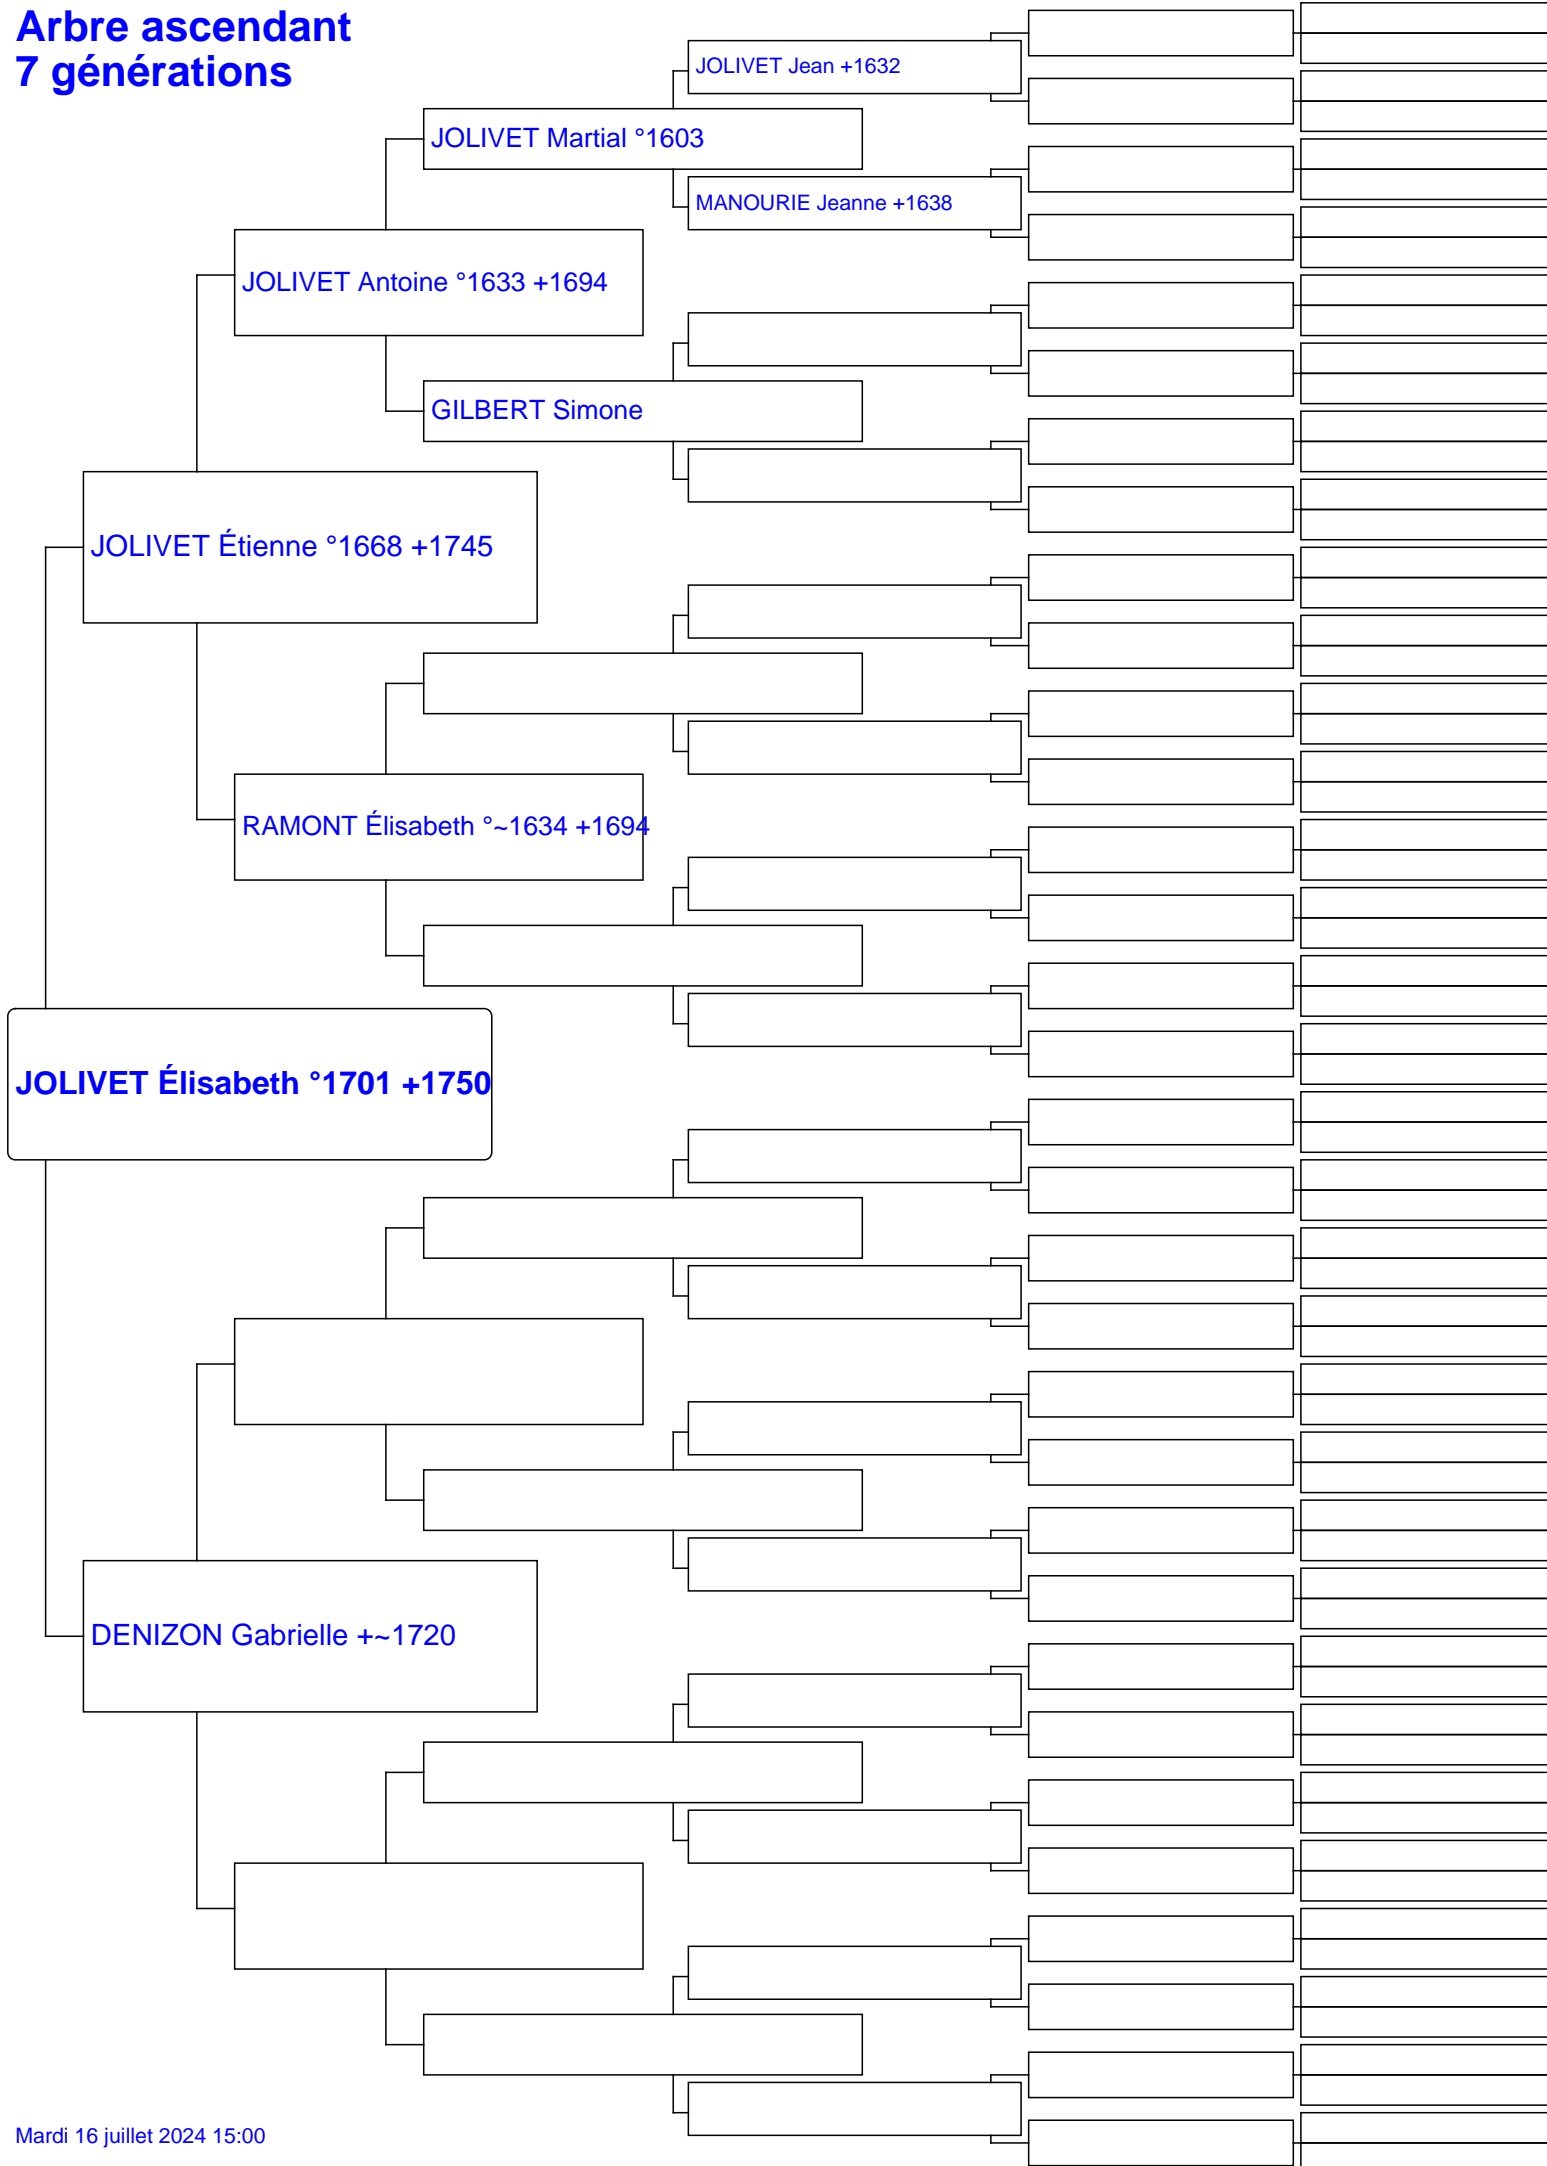 Arbre ascendant
7 générations
JOLIVET Jean +1632
JOLIVET Martial °1603
MANOURIE Jeanne +1638
JOLIVET Antoine °1633 +1694
GILBERT Simone
JOLIVET Étienne °1668 +1745
RAMONT Élisabeth °~1634 +1694
JOLIVET Élisabeth °1701 +1750
DENIZON Gabrielle +~1720
Mardi 16 juillet 2024 15:00